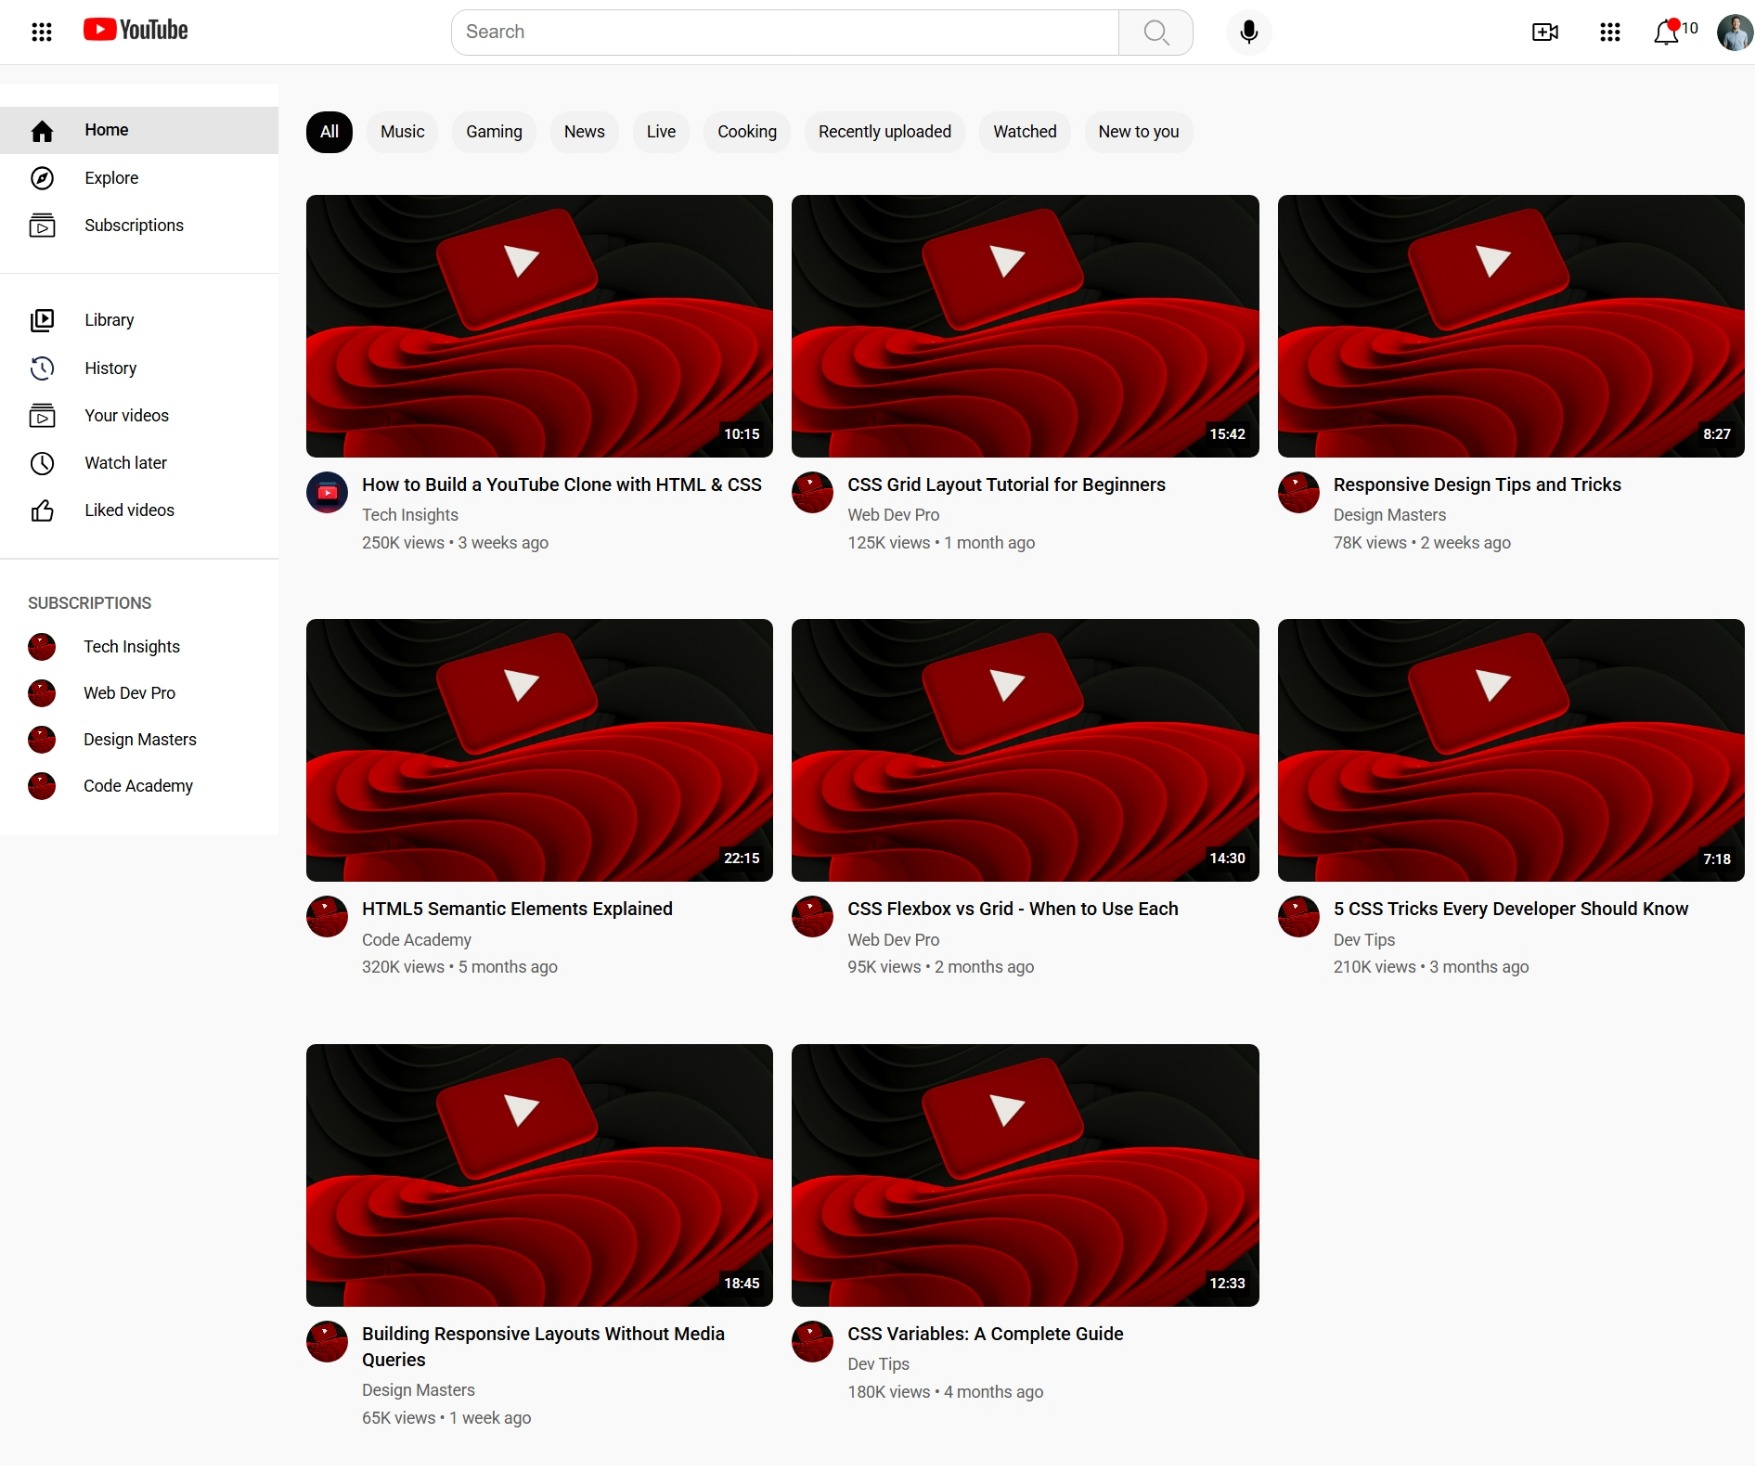 YouTube
Search
10
Home
Explore
Subscriptions
Library
History
Your videos
Watch later
Liked videos
SUBSCRIPTIONS
Tech Insights
Web Dev Pro
Design Masters
Code Academy
All
Music
Gaming
News
Live
Cooking
Recently uploaded
Watched
New to you
10:15
How to Build a YouTube Clone with HTML & CSS
Tech Insights
250K views • 3 weeks ago
15:42
CSS Grid Layout Tutorial for Beginners
Web Dev Pro
125K views • 1 month ago
8:27
Responsive Design Tips and Tricks
Design Masters
78K views • 2 weeks ago
22:15
HTML5 Semantic Elements Explained
Code Academy
320K views • 5 months ago
14:30
CSS Flexbox vs Grid - When to Use Each
Web Dev Pro
95K views • 2 months ago
7:18
5 CSS Tricks Every Developer Should Know
Dev Tips
210K views • 3 months ago
18:45
Building Responsive Layouts Without Media
Queries
Design Masters
65K views • 1 week ago
12:33
CSS Variables: A Complete Guide
Dev Tips
180K views • 4 months ago